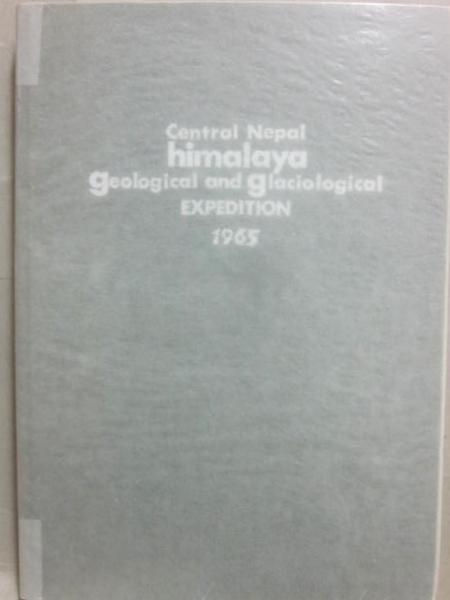 Central Nepal
himalaya
geological and glaciological
EXPEDITION
1965